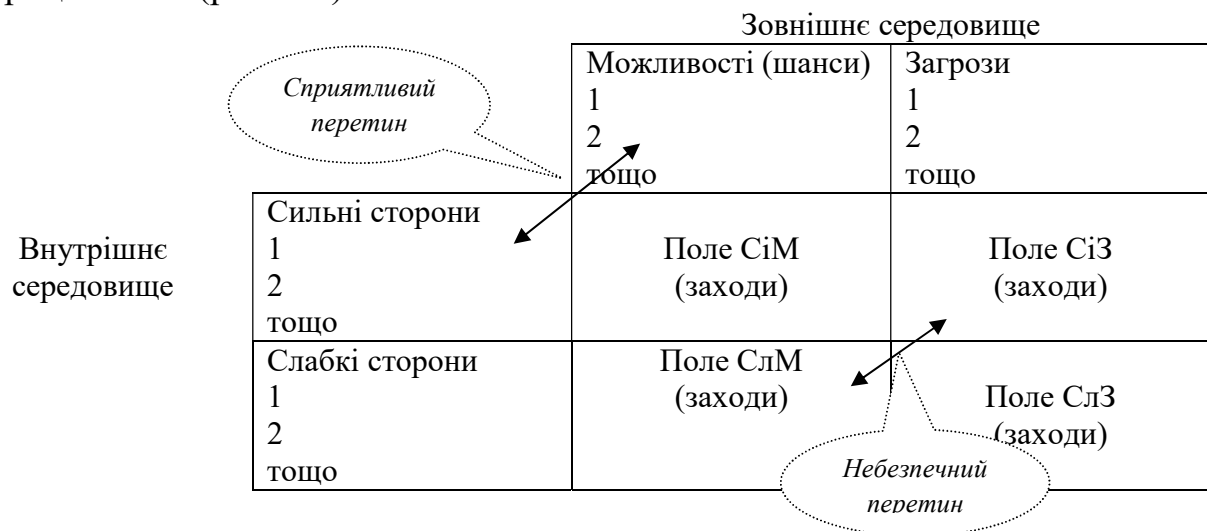 Зовнішнє середовище
Сприятливий
перетин
Можливості (шанси)
1
2
тощо
Загрози
1
2
тощо
Внутрішнє
середовище
Сильні сторони
1
2
тощо
Поле СіМ
(заходи)
Поле СіЗ
(заходи)
Слабкі сторони
1
2
тощо
Поле СлМ
(заходи)
Поле СлЗ
(заходи)
Небезпечний
перетин